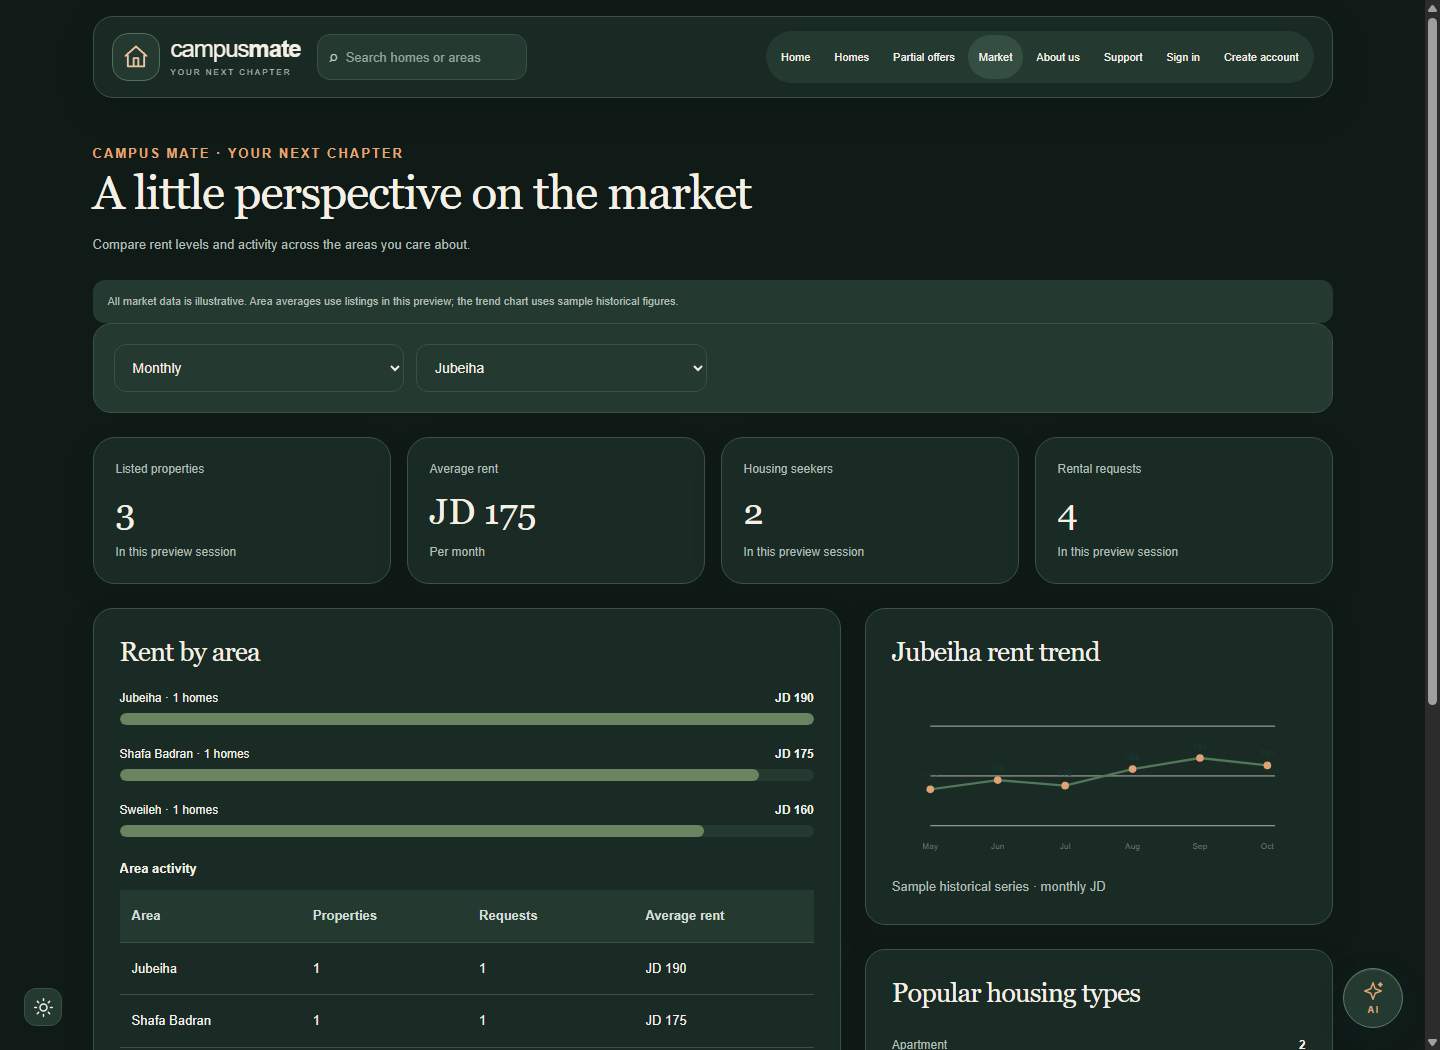 campusmate
YOUR NEXT CHAPTER
Search homes or areas
Home
Homes
Partial offers
Market
About us
Support
Sign in
Create account
CAMPUS MATE · YOUR NEXT CHAPTER
A little perspective on the market
Compare rent levels and activity across the areas you care about.
All market data is illustrative. Area averages use listings in this preview; the trend chart uses sample historical figures.
Monthly
Jubeiha
Listed properties
3
In this preview session
Average rent
JD 175
Per month
Housing seekers
2
In this preview session
Rental requests
4
In this preview session
Rent by area
Jubeiha · 1 homes JD 190
Shafa Badran · 1 homes JD 175
Sweileh · 1 homes JD 160
Area activity
Area Properties Requests Average rent
Jubeiha 1 1 JD 190
Shafa Badran 1 1 JD 175
Jubeiha rent trend
May Jun Jul Aug Sep Oct
Sample historical series · monthly JD
Popular housing types
Apartment 2
AI